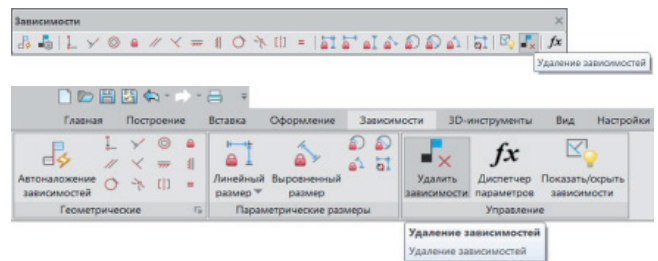 Зависимости
fx
Удаление зависимостей
Главная Построение Вставка Оформление Зависимости 3D-инструменты Вид Настройки
Автоналожение зависимостей
Линейный размер
Выровненный размер
Удалить зависимости
fx
Диспетчер параметров
Показать/скрыть зависимости
Геометрические Параметрические размеры Управление
Удаление зависимостей
Удаление зависимостей